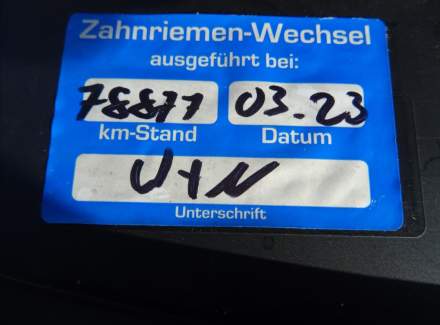 Zahnriemen-Wechsel
ausgeführt bei:
78877 03.23
km-Stand Datum
Unterschrift